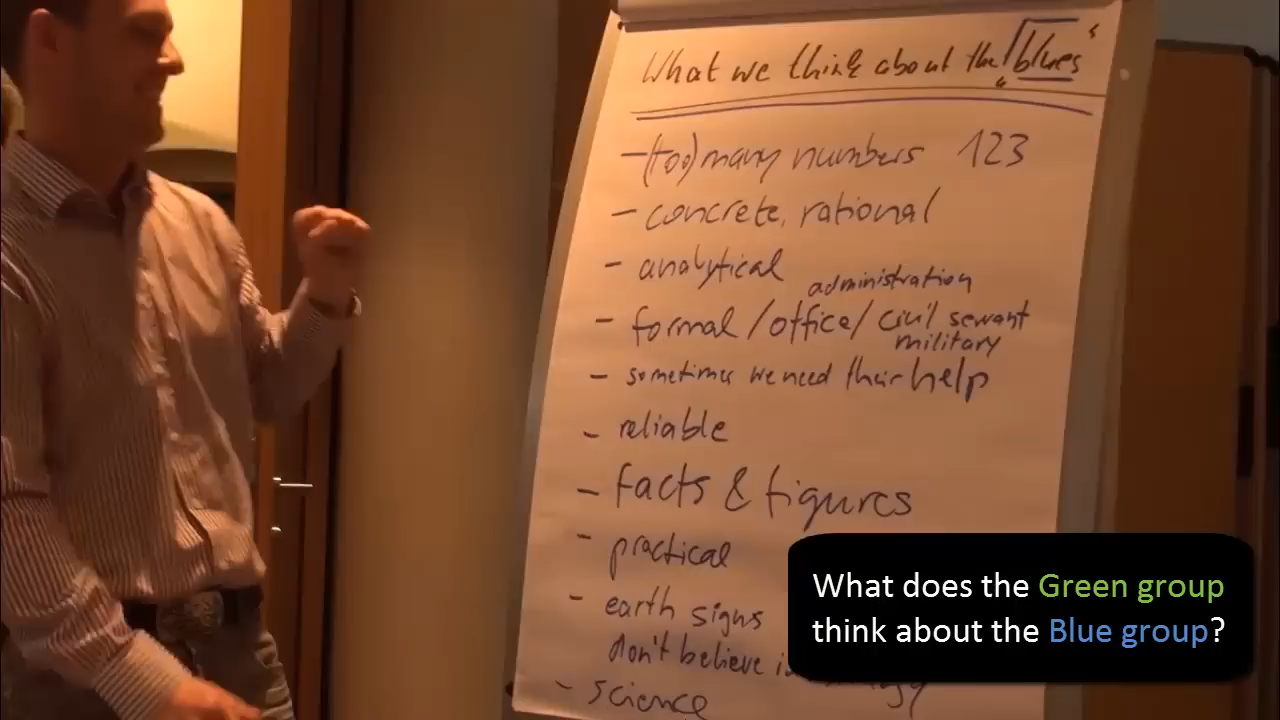 What we think about the "blues"
– (too) many numbers 123
– concrete, rational
– analytical
administration
– formal / office / civil servant
military
– sometimes we need their help
– reliable
– facts & figures
– practical
– earth signs
don't believe
– science
What does the Green group
think about the Blue group?